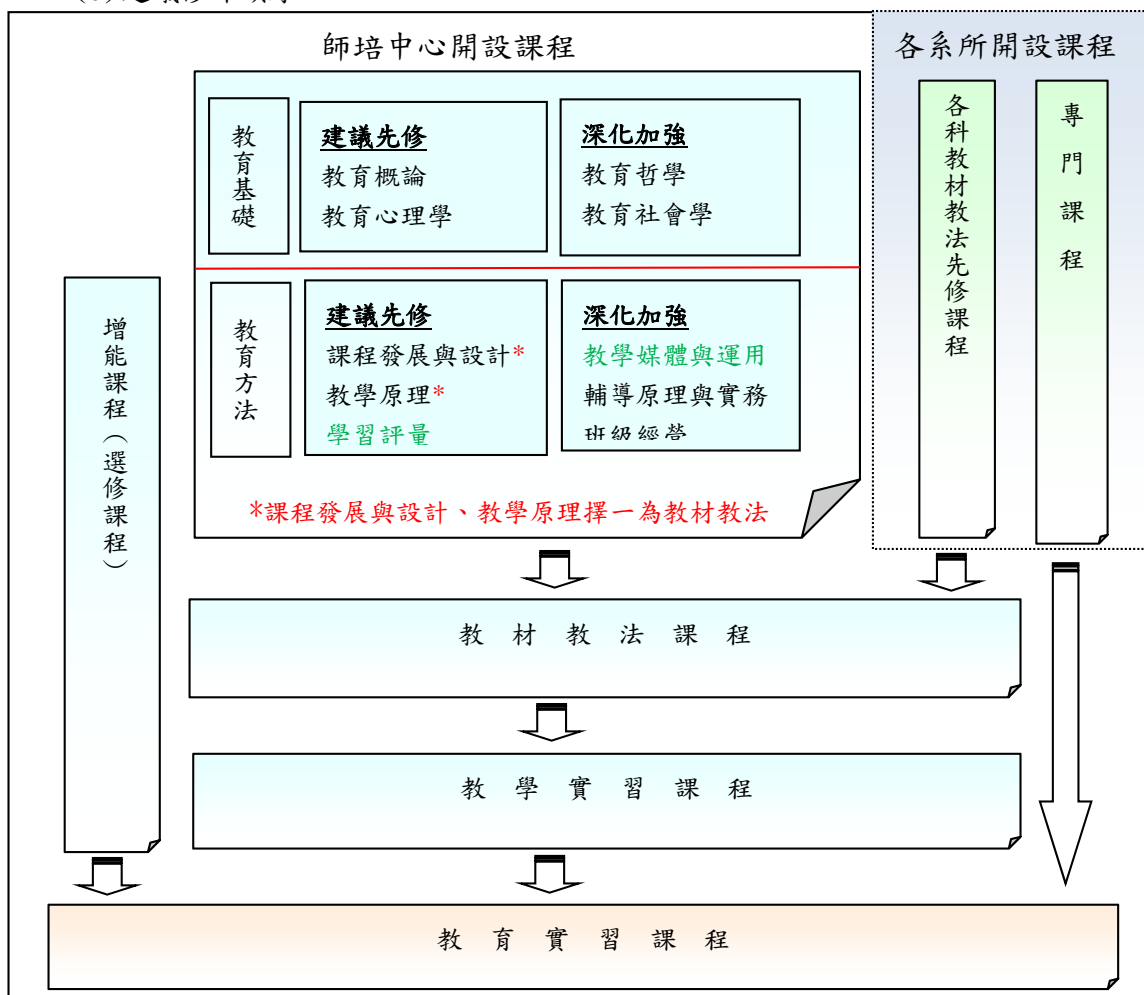 師培中心開設課程
各系所開設課程
教育基礎
建議先修
教育概論
教育心理學
深化加強
教育哲學
教育社會學
教育方法
建議先修
課程發展與設計*
教學原理*
學習評量
深化加強
教學媒體與運用
輔導原理與實務
班級經營
*課程發展與設計、教學原理擇一為教材教法
各科教材教法先修課程
專門課程
增能課程(選修課程)
教材教法課程
教學實習課程
教育實習課程